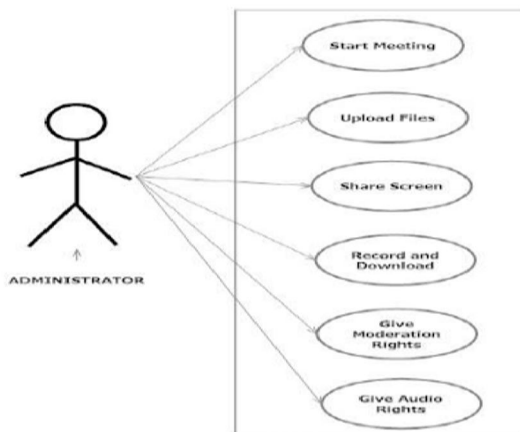 Start Meeting
Upload Files
Share Screen
Record and
Download
Give
Moderation
Rights
Give Audio
Rights
ADMINISTRATOR